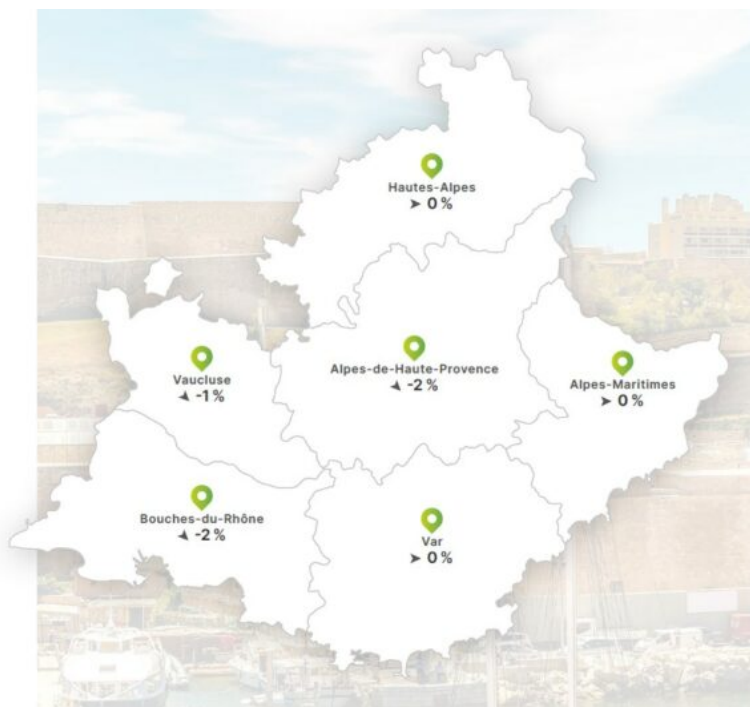 Hautes-Alpes
➤ 0 %
Alpes-de-Haute-Provence
-2 %
Vaucluse
-1 %
Alpes-Maritimes
➤ 0 %
Bouches-du-Rhône
-2 %
Var
➤ 0 %